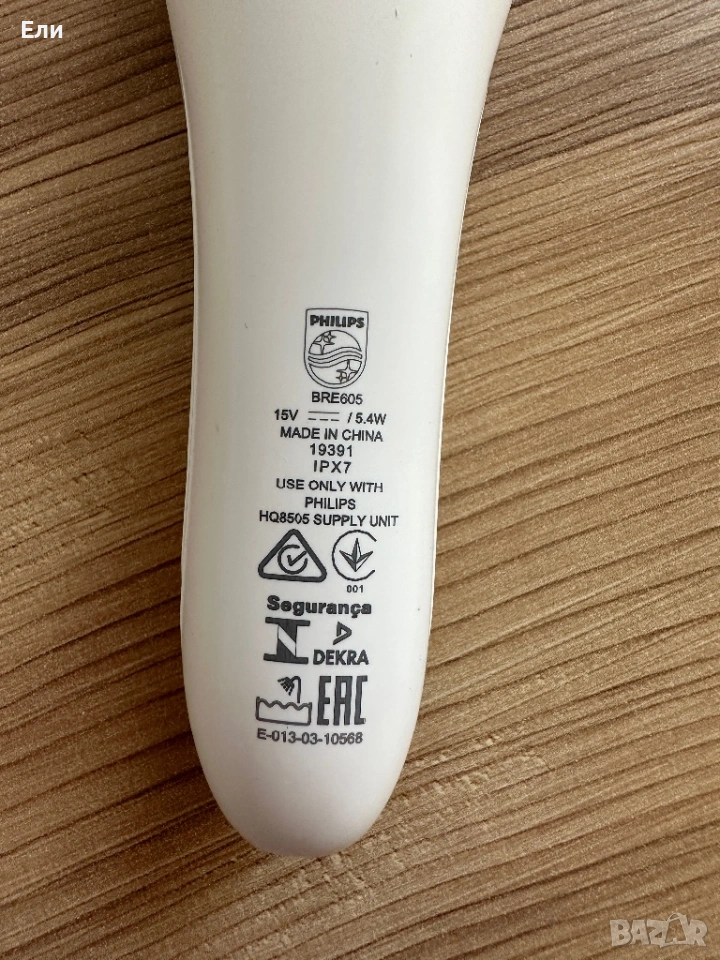 Ели
PHILIPS
BRE605
15V / 5.4W
MADE IN CHINA
19391
IPX7
USE ONLY WITH
PHILIPS
HQ8505 SUPPLY UNIT
001
Segurança
N
DEKRA
EAC
E-013-03-10568
BAZAR